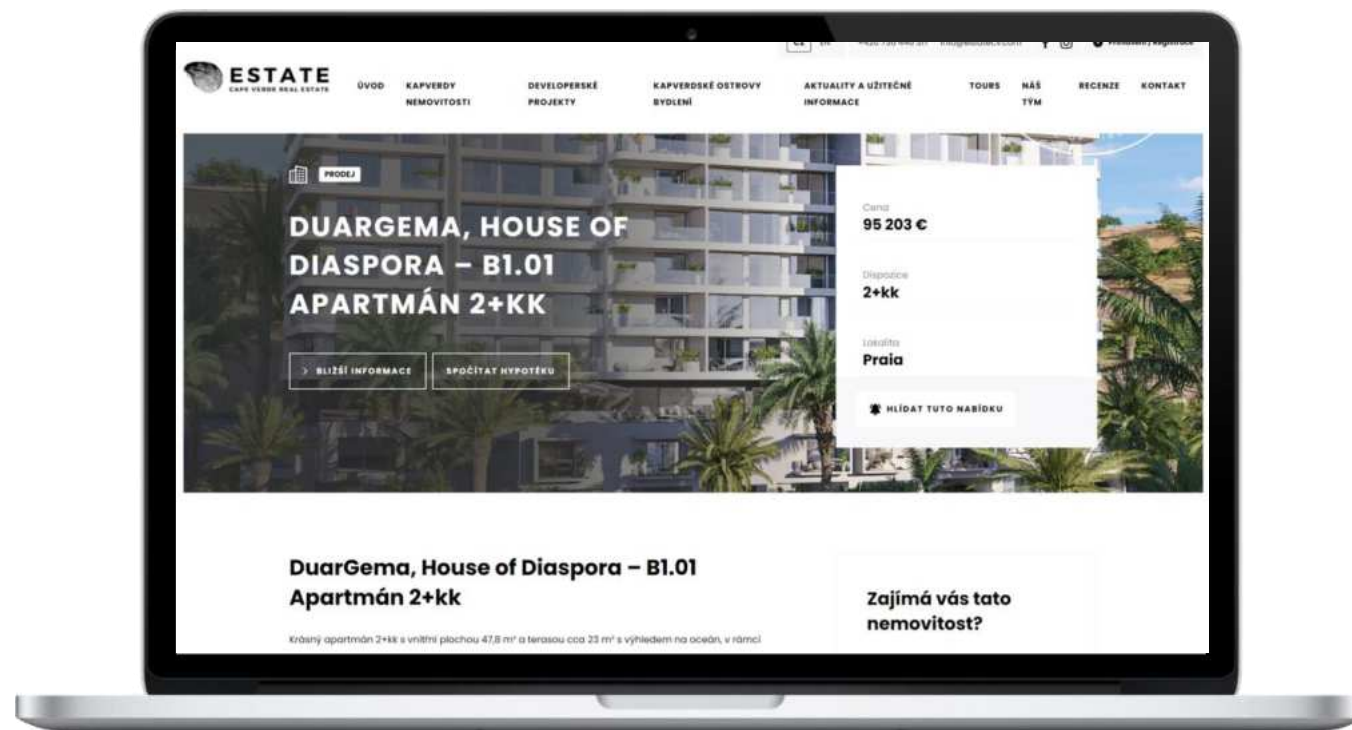 CZ EN
ESTATE
CAPE VERDE REAL ESTATE
ÚVOD
KAPVERDY
NEMOVITOSTI
DEVELOPERSKÉ
PROJEKTY
KAPVERDSKÉ OSTROVY
BYDLENÍ
AKTUALITY A UŽITEČNÉ
INFORMACE
TOURS
NÁŠ
TÝM
RECENZE
KONTAKT
PRODEJ
DUARGEMA, HOUSE OF
DIASPORA – B1.01
APARTMÁN 2+KK
BLIŽŠÍ INFORMACE
SPOČÍTAT HYPOTÉKU
Cena
95 203 €
Dispozice
2+kk
Lokalita
Praia
HLÍDAT TUTO NABÍDKU
DuarGema, House of Diaspora – B1.01
Apartmán 2+kk
Krásný apartmán 2+kk s vnitřní plochou 47,8 m² a terasou cca 23 m² s výhledem na oceán, v rámci
Zajímá vás tato
nemovitost?